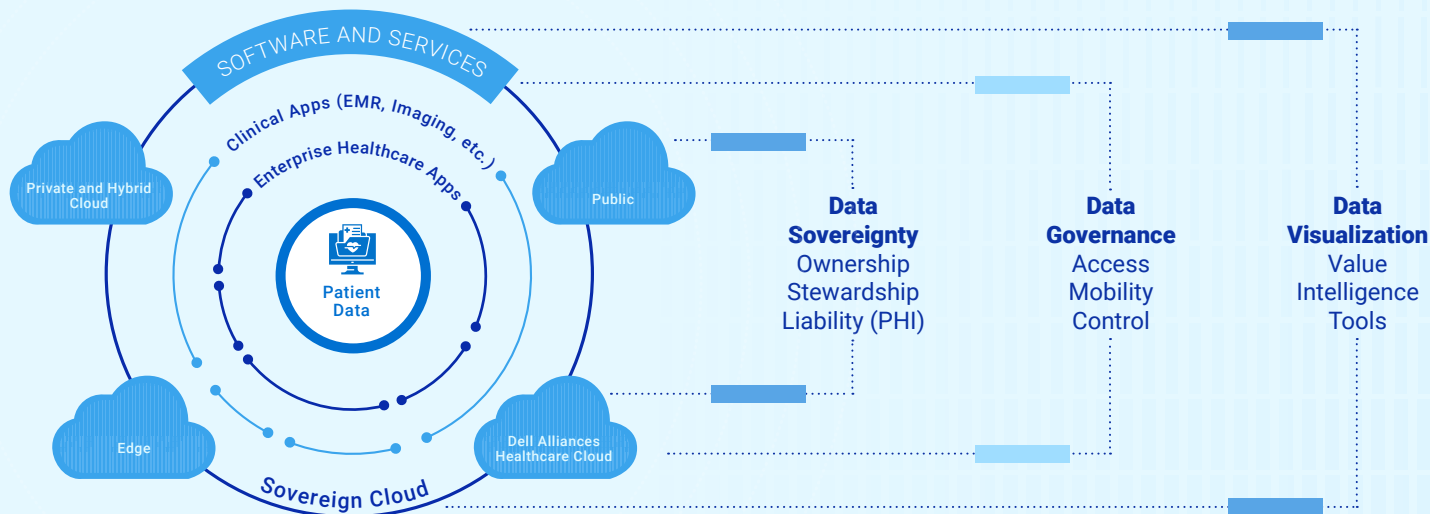 SOFTWARE AND SERVICES
Clinical Apps (EMR, Imaging, etc.)
Enterprise Healthcare Apps
Private and Hybrid
Cloud
Public
Patient
Data
Edge
Dell Alliances
Healthcare Cloud
Sovereign Cloud
Data
Sovereignty
Ownership
Stewardship
Liability (PHI)
Data
Governance
Access
Mobility
Control
Data
Visualization
Value
Intelligence
Tools